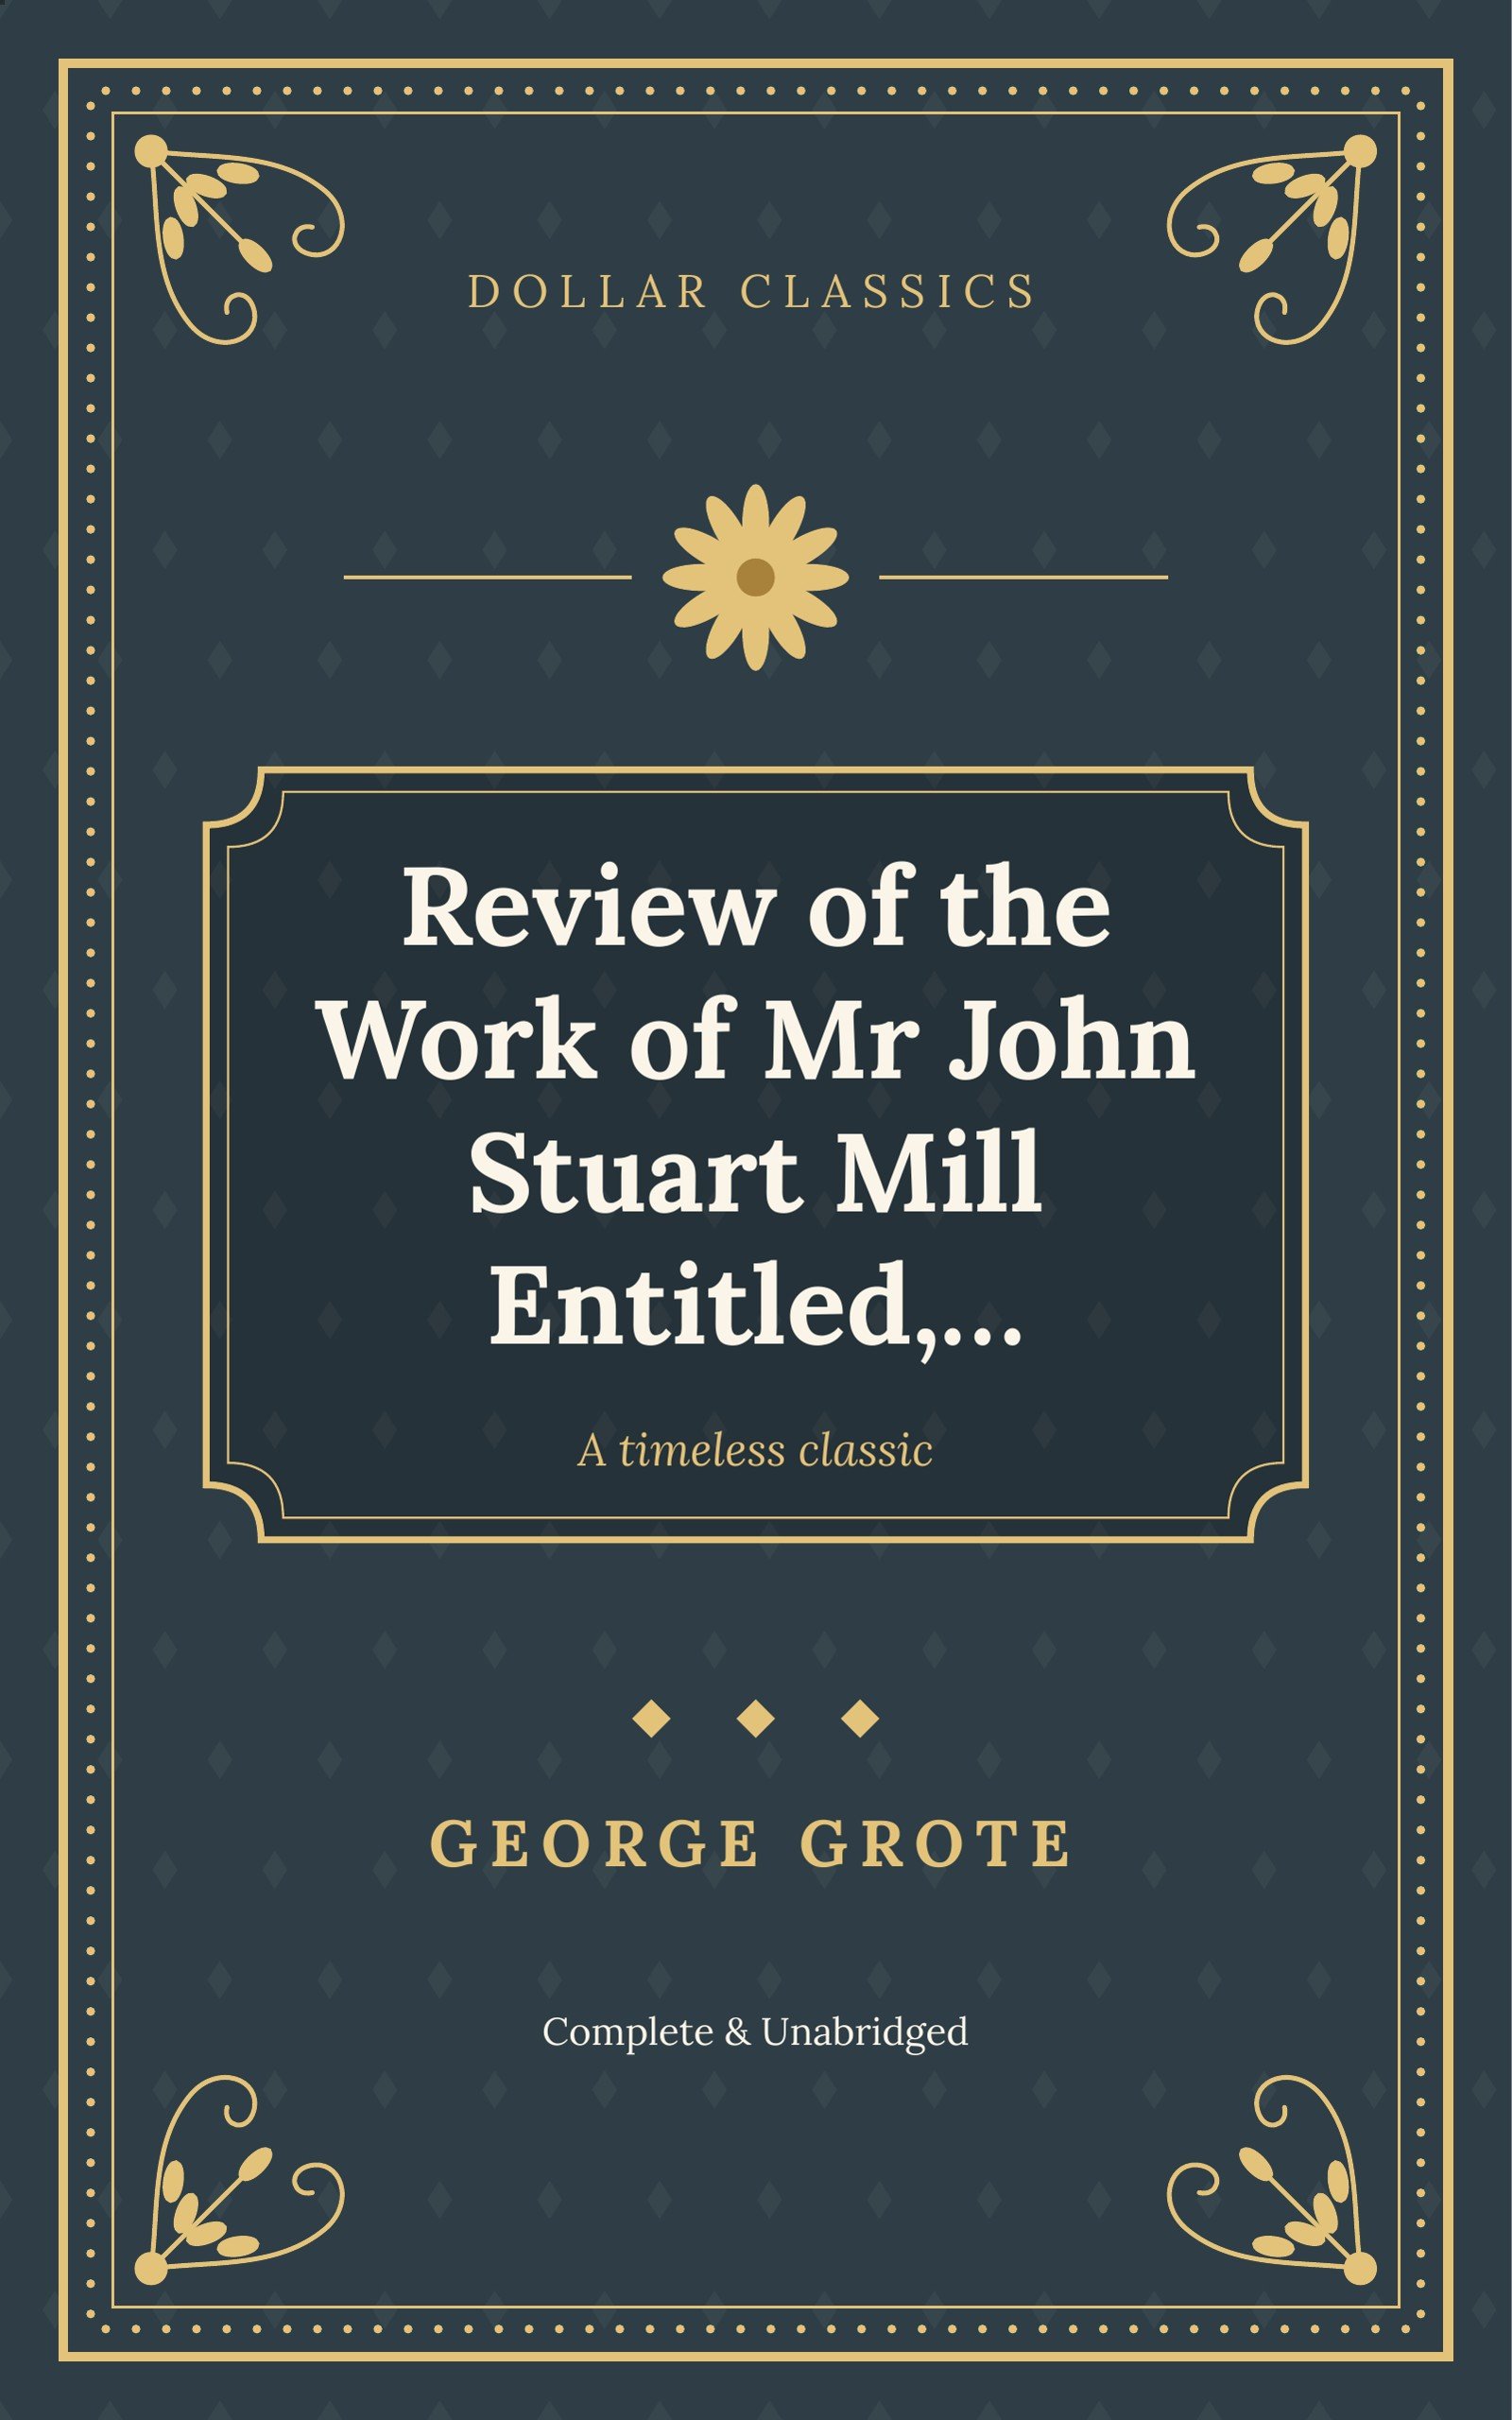 DOLLAR CLASSICS
Review of the
Work of Mr John
Stuart Mill
Entitled,...
A timeless classic
GEORGE GROTE
Complete & Unabridged